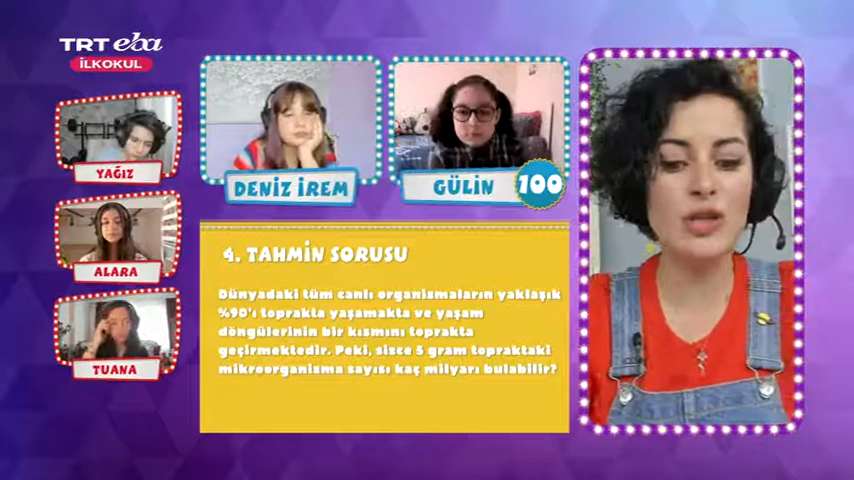 TRT eba
İLKOKUL
YAĞIZ
ALARA
TUANA
DENİZ İREM
GÜLİN
100
4. TAHMİN SORUSU
Dünyadaki tüm canlı organizmaların yaklaşık
%90'ı toprakta yaşamakta ve yaşam
döngülerinin bir kısmını toprakta
geçirmektedir. Peki, sizce 5 gram topraktaki
mikroorganizma sayısı kaç milyarı bulabilir?